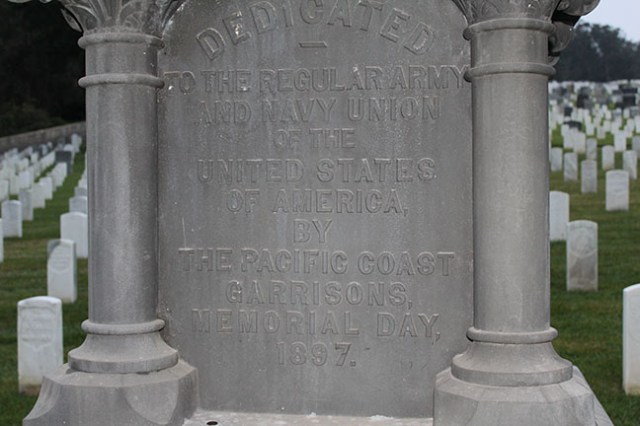 DEDICATED
TO THE REGULAR ARMY
AND NAVY UNION
OF THE
UNITED STATES
OF AMERICA,
BY
THE PACIFIC COAST
GARRISONS,
MEMORIAL DAY,
1897.